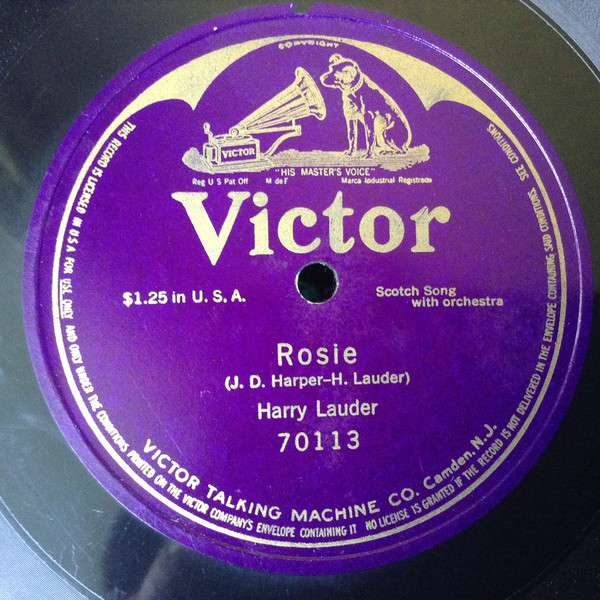 COPYRIGHT
VICTOR
"HIS MASTER'S VOICE"
Reg U S Pat Off M de F Marca Industrial Registrada
Victor
$1.25 in U. S. A.
Scotch Song
with orchestra
Rosie
(J. D. Harper-H. Lauder)
Harry Lauder
70113
VICTOR TALKING MACHINE CO. Camden, N.J.
THIS RECORD IS LICENSED IN U S A FOR USE ONLY AND ONLY UNDER THE CONDITIONS PRINTED ON THE VICTOR COMPANY'S ENVELOPE CONTAINING IT NO LICENSE IS GRANTED IF THE RECORD IS NOT DELIVERED IN THE ENVELOPE CONTAINING SAID CONDITIONS. SEE CONDITIONS